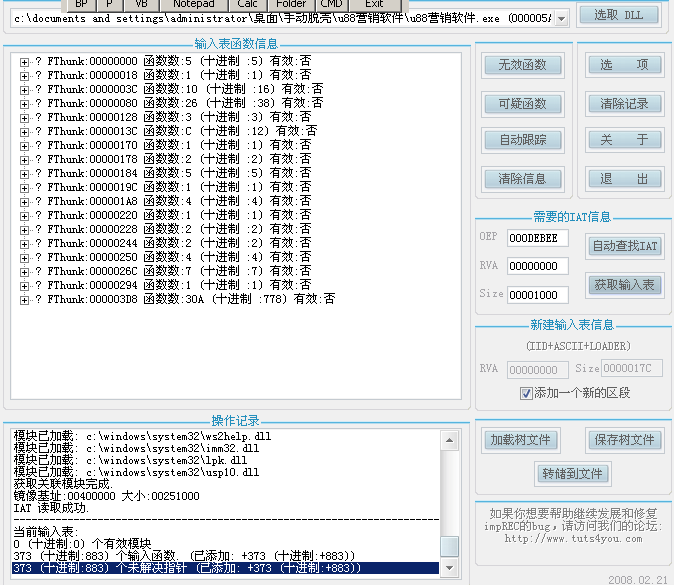 BP P VB Notepad Calc Folder CMD Exit
c:\documents and settings\administrator\桌面\手动脱壳\u88营销软件\u88营销软件.exe (000005A
选取 DLL
输入表函数信息
? FThunk:00000000 函数数:5 (十进制 :5) 有效:否
? FThunk:00000018 函数数:1 (十进制 :1) 有效:否
? FThunk:0000003C 函数数:10 (十进制 :16) 有效:否
? FThunk:00000080 函数数:26 (十进制 :38) 有效:否
? FThunk:00000128 函数数:3 (十进制 :3) 有效:否
? FThunk:0000013C 函数数:C (十进制 :12) 有效:否
? FThunk:00000170 函数数:1 (十进制 :1) 有效:否
? FThunk:00000178 函数数:2 (十进制 :2) 有效:否
? FThunk:00000184 函数数:5 (十进制 :5) 有效:否
? FThunk:0000019C 函数数:1 (十进制 :1) 有效:否
? FThunk:000001A8 函数数:4 (十进制 :4) 有效:否
? FThunk:00000220 函数数:1 (十进制 :1) 有效:否
? FThunk:00000228 函数数:2 (十进制 :2) 有效:否
? FThunk:00000244 函数数:2 (十进制 :2) 有效:否
? FThunk:00000250 函数数:4 (十进制 :4) 有效:否
? FThunk:0000026C 函数数:7 (十进制 :7) 有效:否
? FThunk:00000294 函数数:1 (十进制 :1) 有效:否
? FThunk:000003D8 函数数:30A (十进制 :778) 有效:否
无效函数
选 项
可疑函数
清除记录
自动跟踪
关 于
清除信息
退 出
需要的IAT信息
OEP 000DEBEE
自动查找IAT
RVA 00000000
获取输入表
Size 00001000
新建输入表信息
(IID+ASCII+LOADER)
RVA 00000000 Size 0000017C
添加一个新的区段
操作记录
模块已加载: c:\windows\system32\ws2help.dll
模块已加载: c:\windows\system32\imm32.dll
模块已加载: c:\windows\system32\lpk.dll
模块已加载: c:\windows\system32\usp10.dll
获取关联模块完成.
镜像基址:00400000 大小:00251000
IAT 读取成功.
当前输入表:
0 (十进制:0) 个有效模块
373 (十进制:883) 个输入函数. (已添加: +373 (十进制:+883))
373 (十进制:883) 个未解决指针 (已添加: +373 (十进制:+883))
加载树文件
保存树文件
转储到文件
如果你想要帮助继续发展和修复
impREC的bug,请访问我们的论坛:
http://www.tuts4you.com
2008.02.21